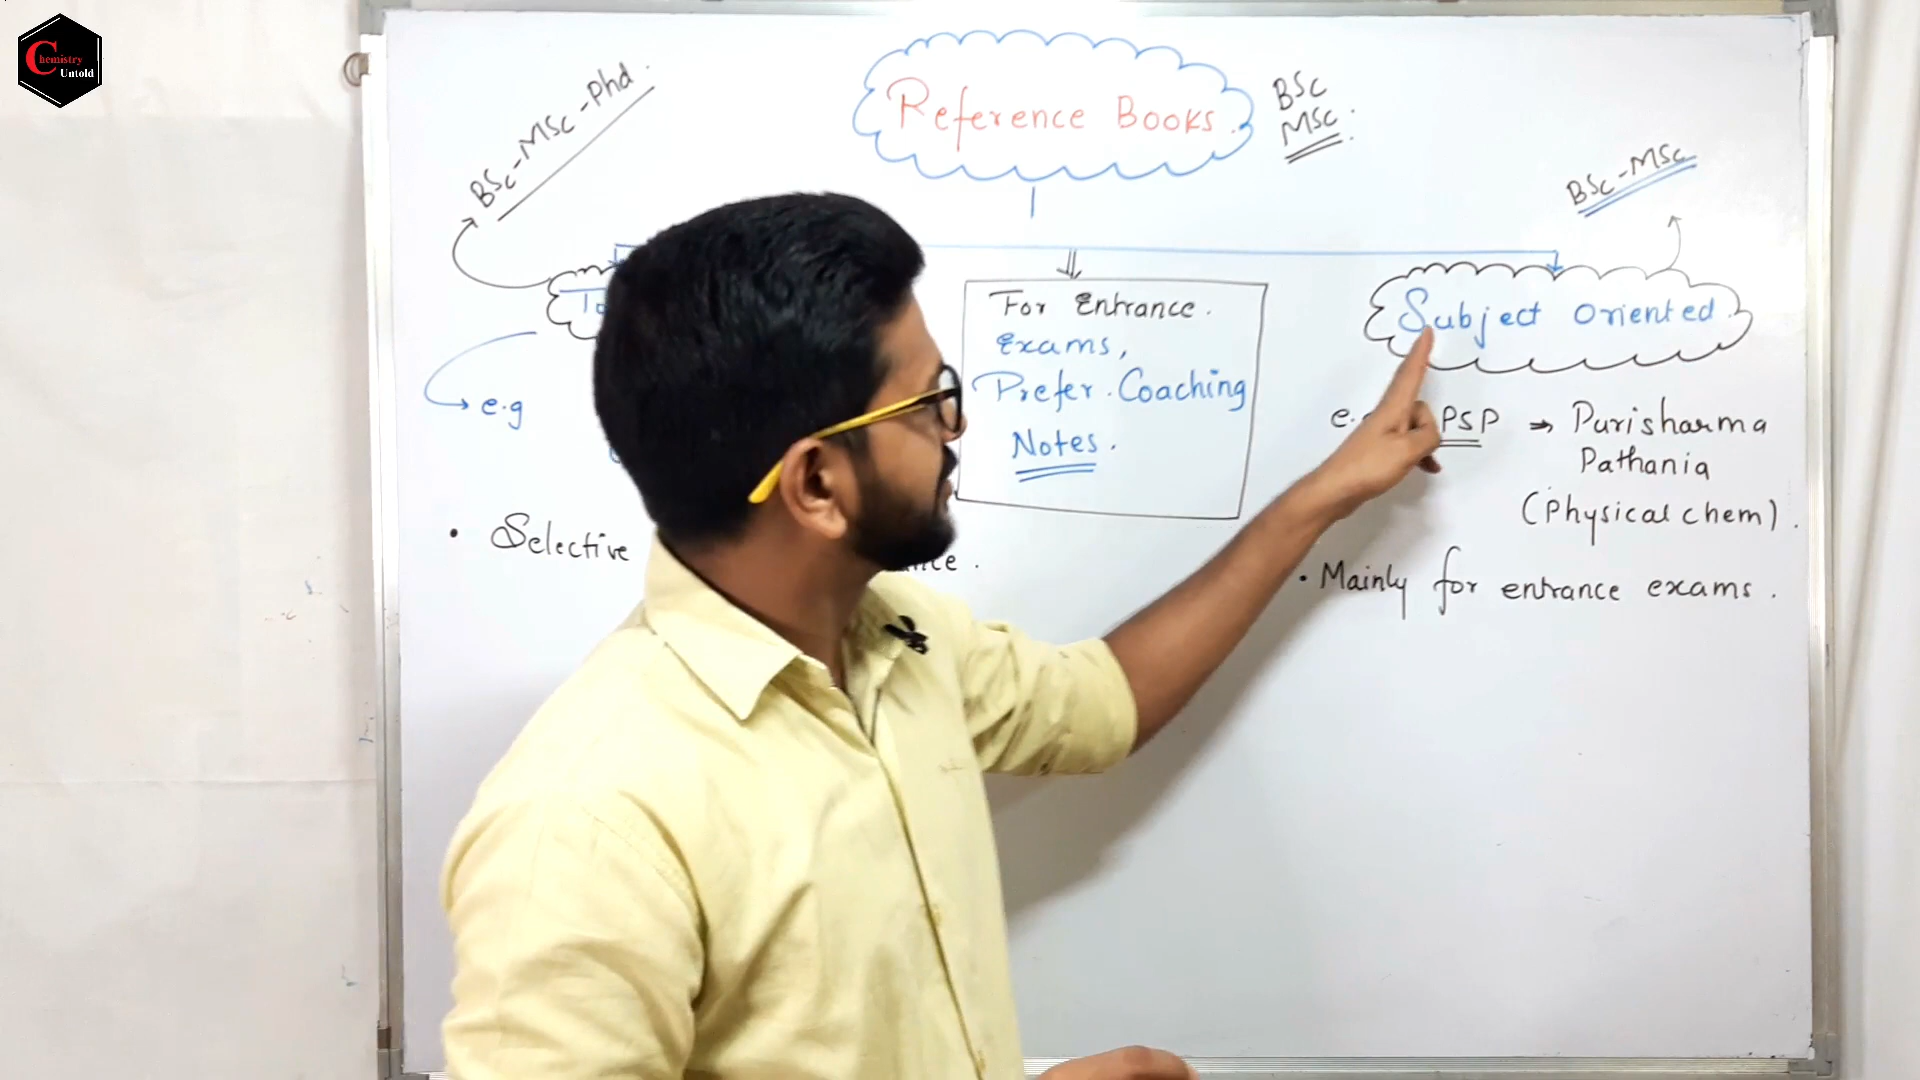 Chemistry
Untold
BSc-MSc-Phd.
Reference Books.
BSc
MSc.
BSc-MSc
For Entrance.
Exams,
Prefer. Coaching
Notes.
Subject Oriented.
e.g
e.g
PSP → Purisharma
Pathania
(Physical chem).
• Selective
• Mainly for entrance exams.